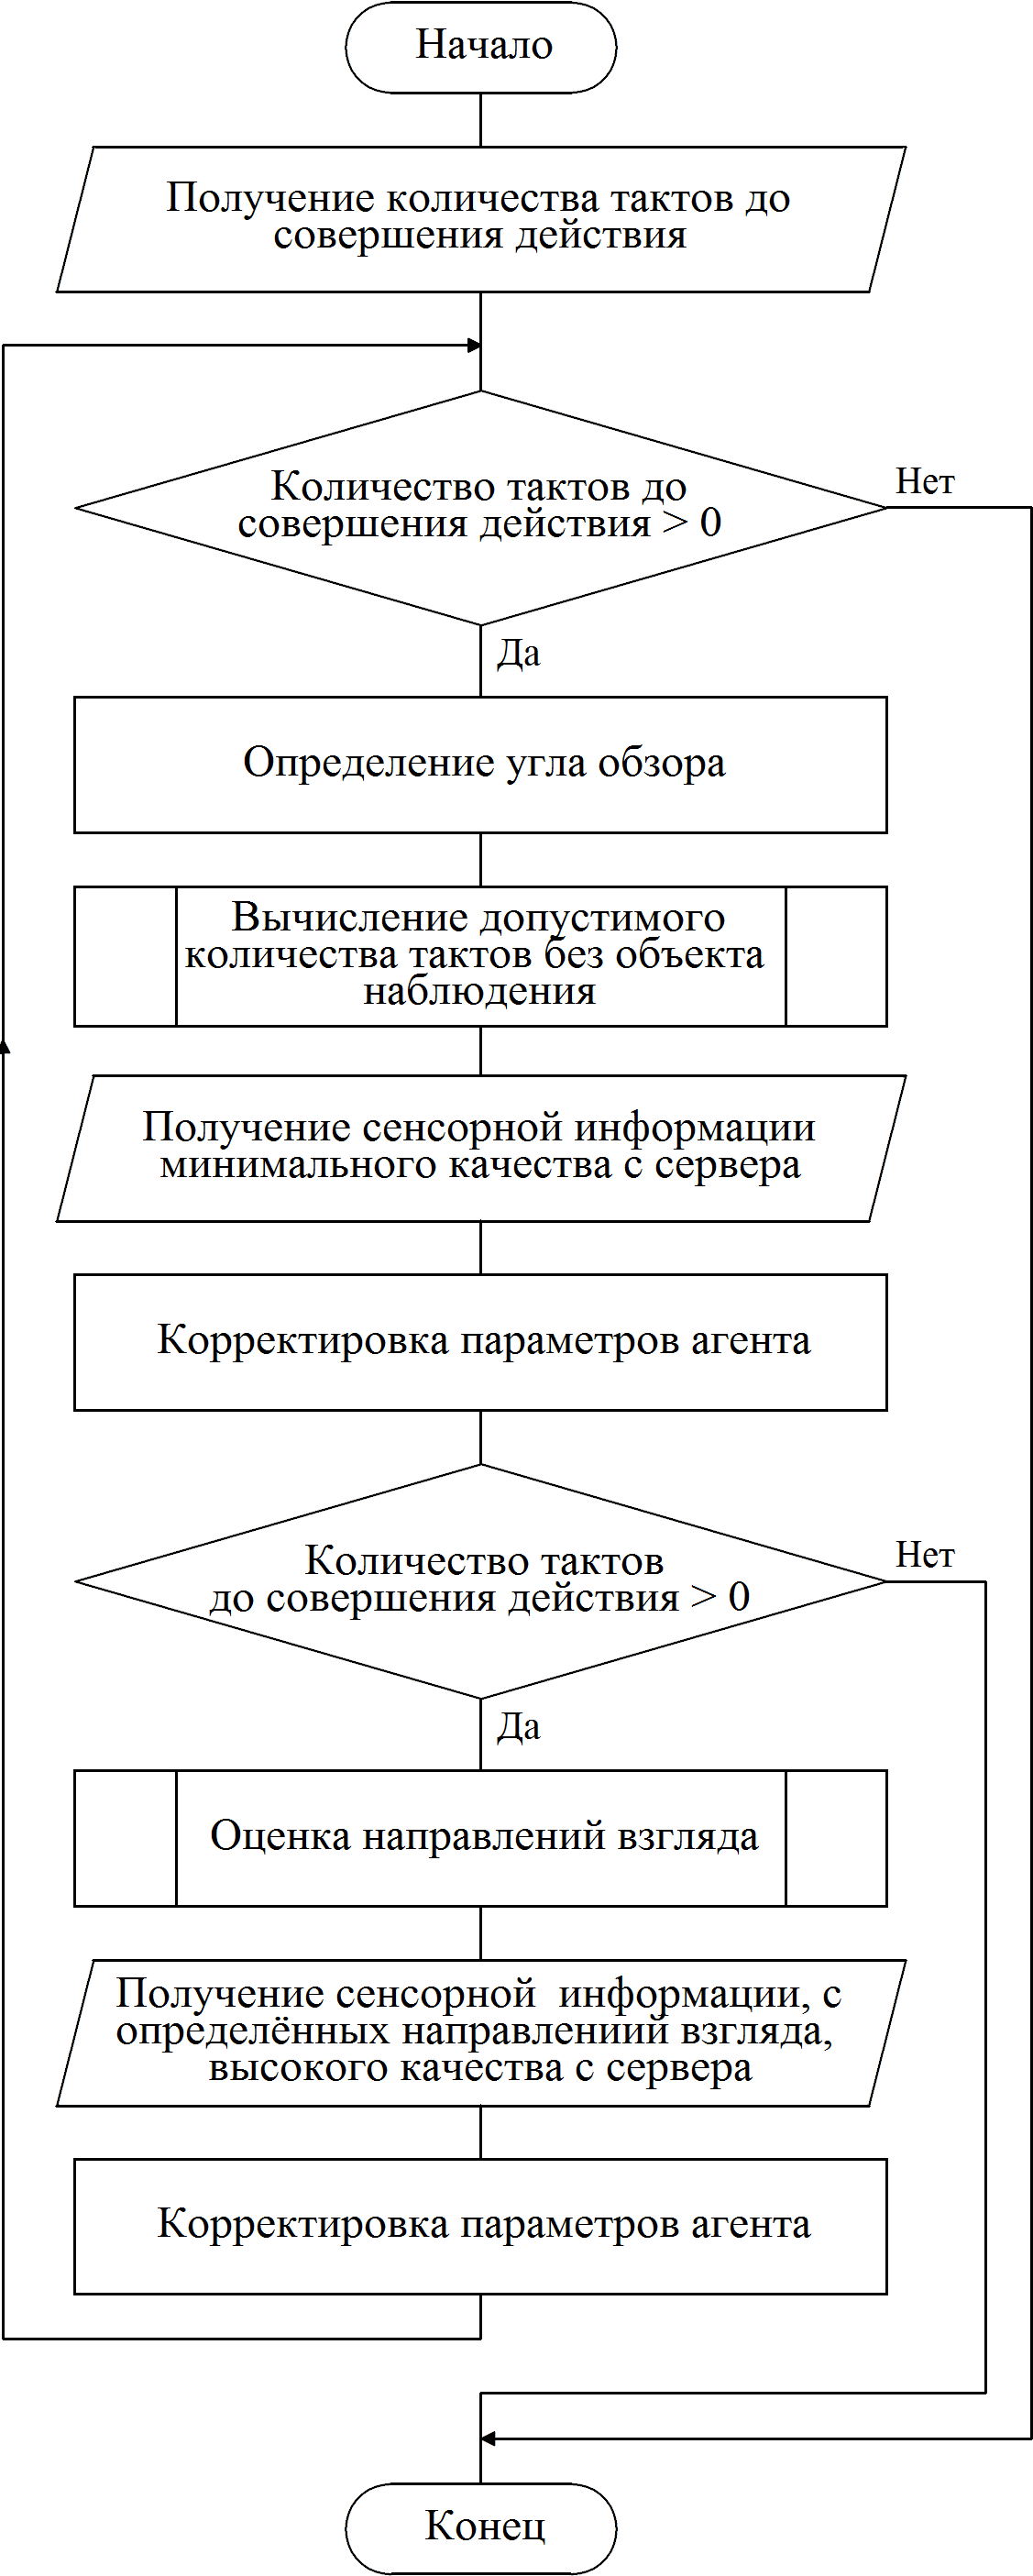 Начало
Получение количества тактов до
совершения действия
Количество тактов до
совершения действия > 0
Нет
Да
Определение угла обзора
Вычисление допустимого
количества тактов без объекта
наблюдения
Получение сенсорной информации
минимального качества с сервера
Корректировка параметров агента
Количество тактов
до совершения действия > 0
Нет
Да
Оценка направлений взгляда
Получение сенсорной информации, с
определённых направлениий взгляда,
высокого качества с сервера
Корректировка параметров агента
Конец